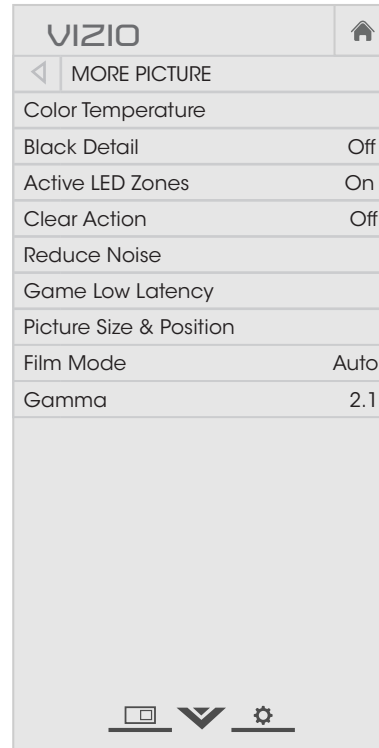 VIZIO
MORE PICTURE
Color Temperature
Black Detail Off
Active LED Zones On
Clear Action Off
Reduce Noise
Game Low Latency
Picture Size & Position
Film Mode Auto
Gamma 2.1